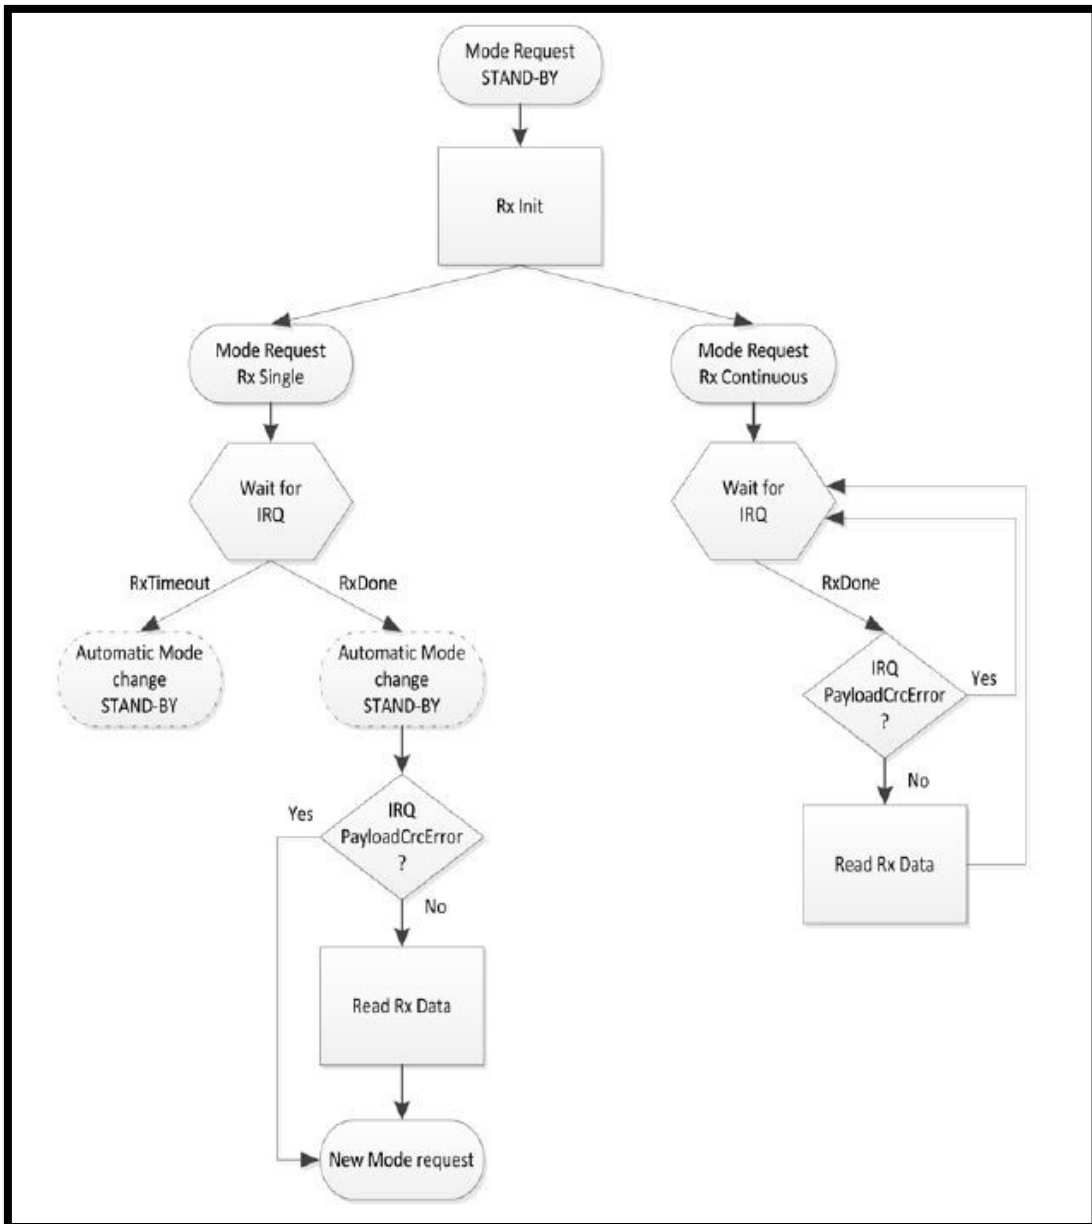 Mode Request
STAND-BY
Rx Init
Mode Request
Rx Single
Mode Request
Rx Continuous
Wait for
IRQ
Wait for
IRQ
RxTimeout
RxDone
RxDone
Automatic Mode
change
STAND-BY
Automatic Mode
change
STAND-BY
IRQ
PayloadCrcError
?
Yes
No
Read Rx Data
Yes
IRQ
PayloadCrcError
?
No
Read Rx Data
New Mode request